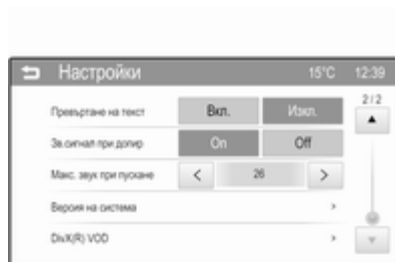 Настройки 15°C 12:39
2/2
Превъртане на текст Вкл. Изкл.
Зв.сигнал при допир On Off
Макс. звук при пускане < 26 >
Версия на система >
DivX(R) VOD >